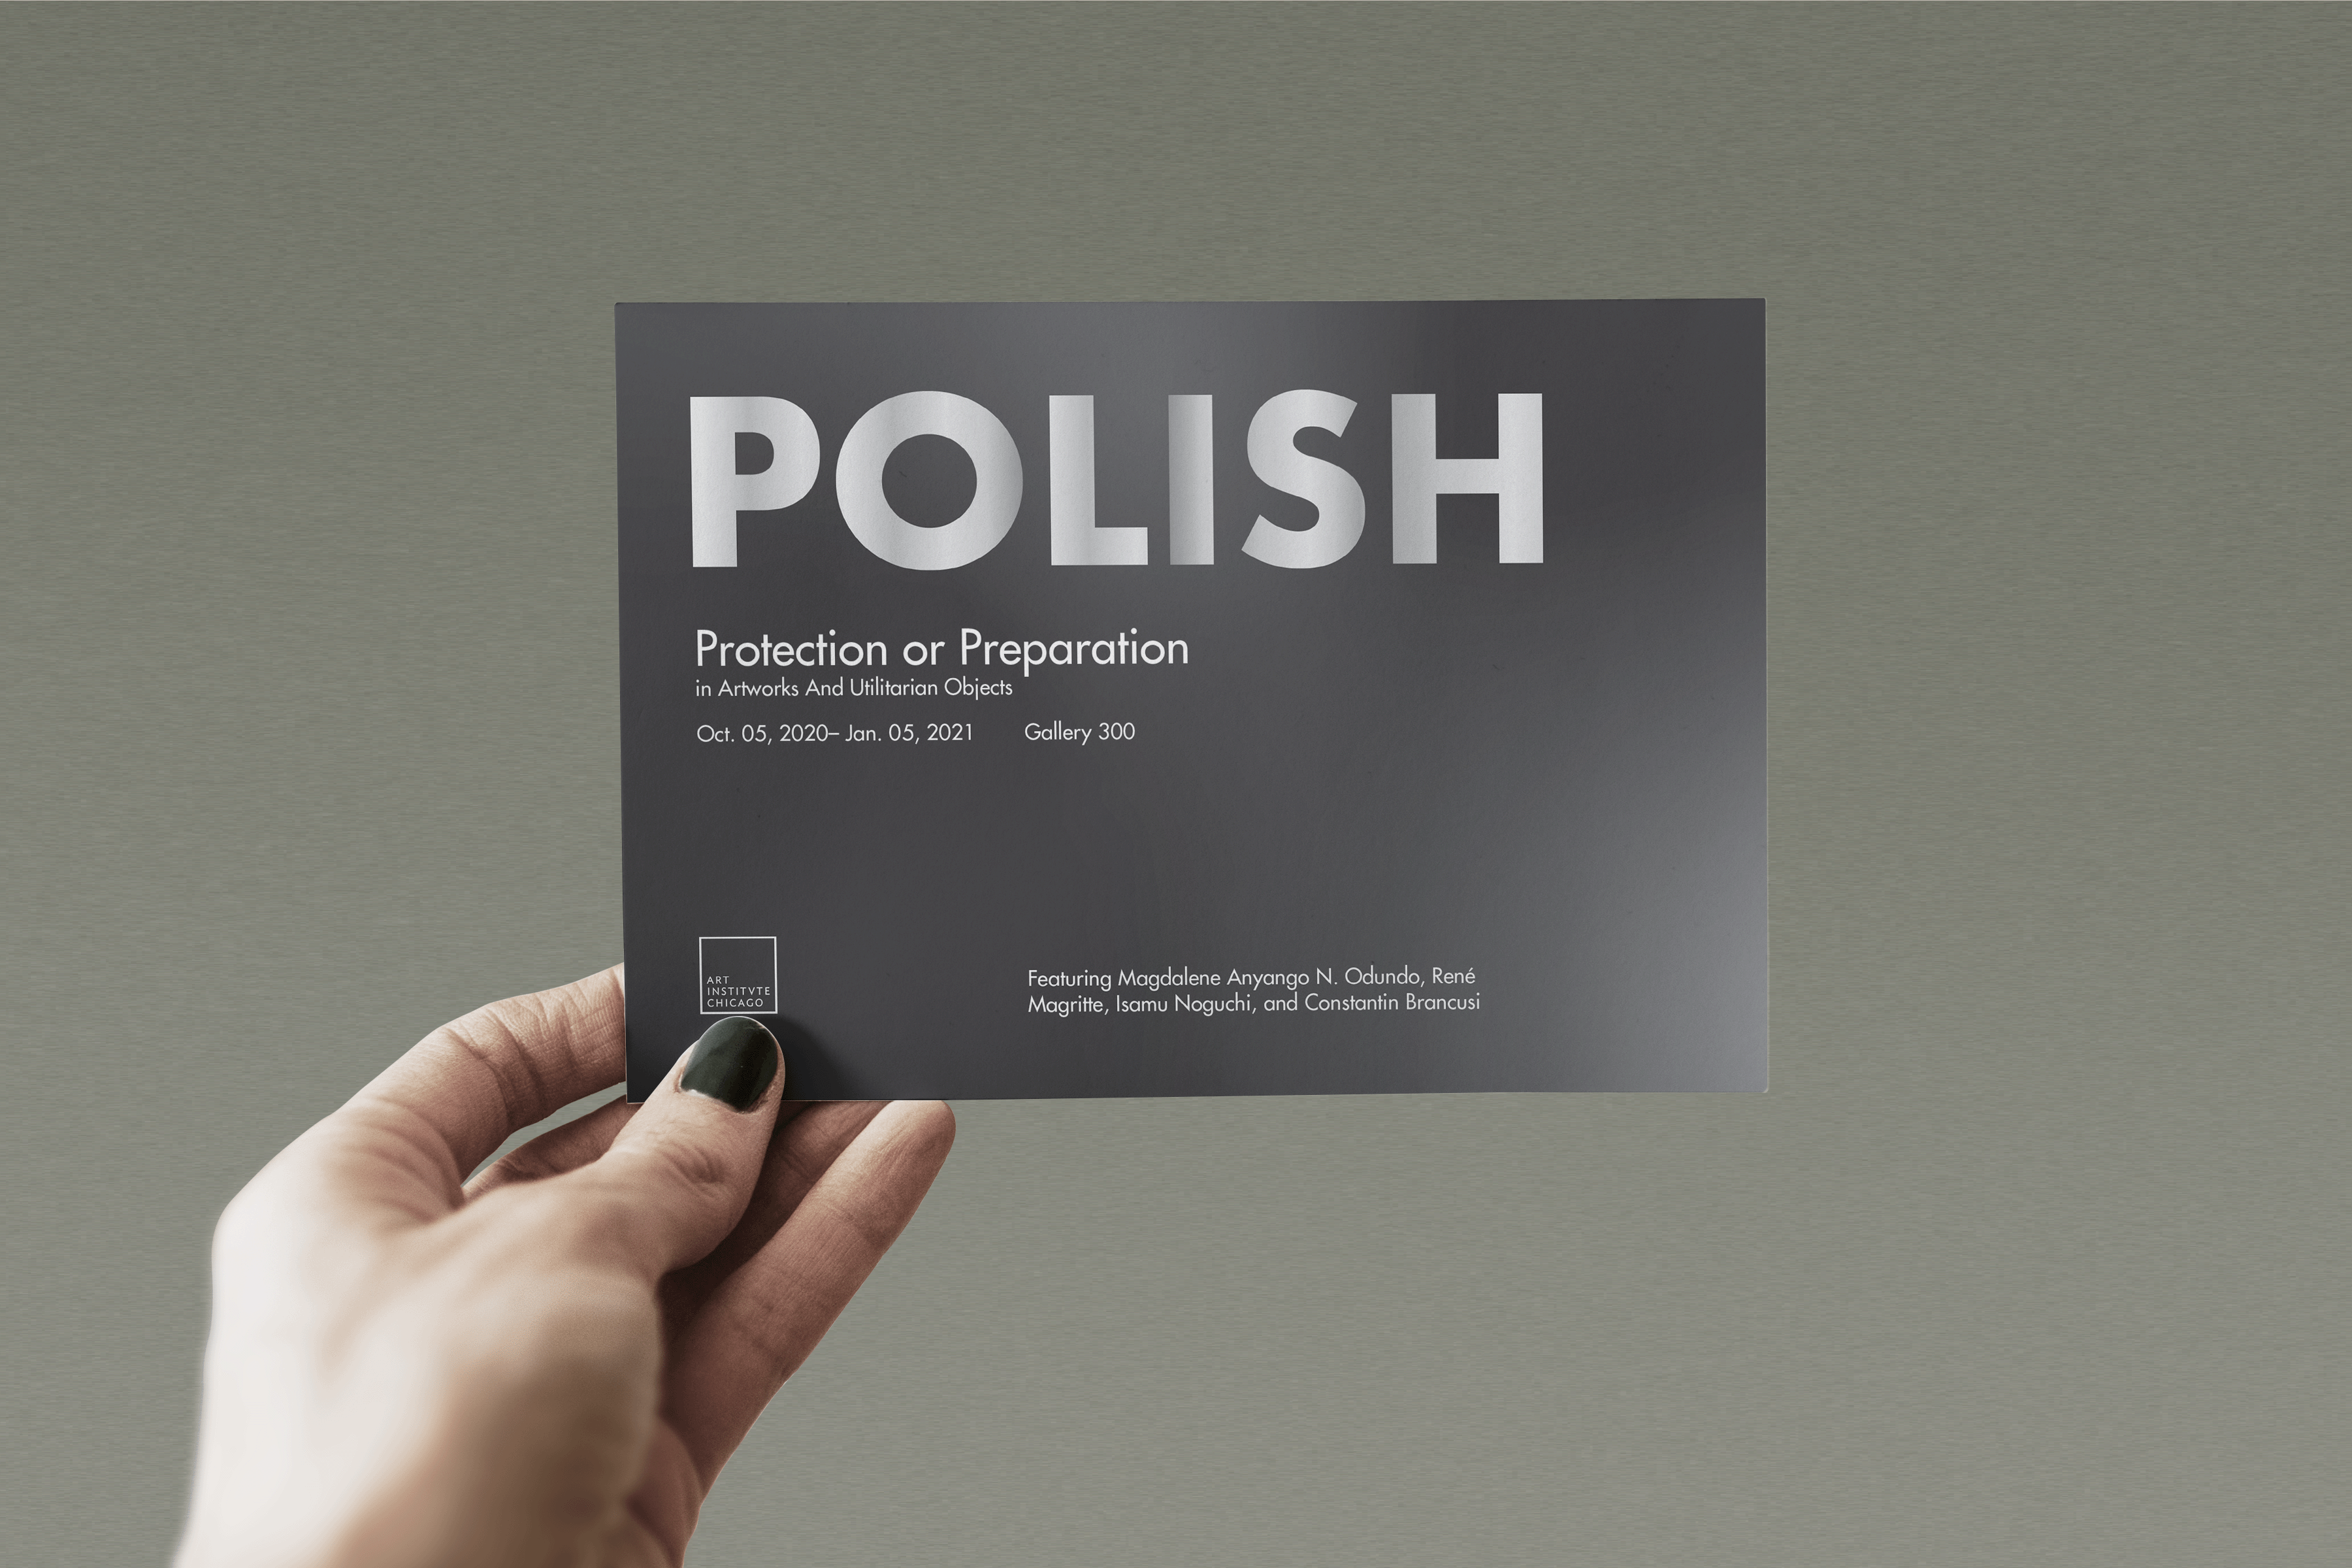 POLISH
Protection or Preparation
in Artworks And Utilitarian Objects
Oct. 05, 2020– Jan. 05, 2021 Gallery 300
ART
INSTITVTE
CHICAGO
Featuring Magdalene Anyango N. Odundo, René
Magritte, Isamu Noguchi, and Constantin Brancusi